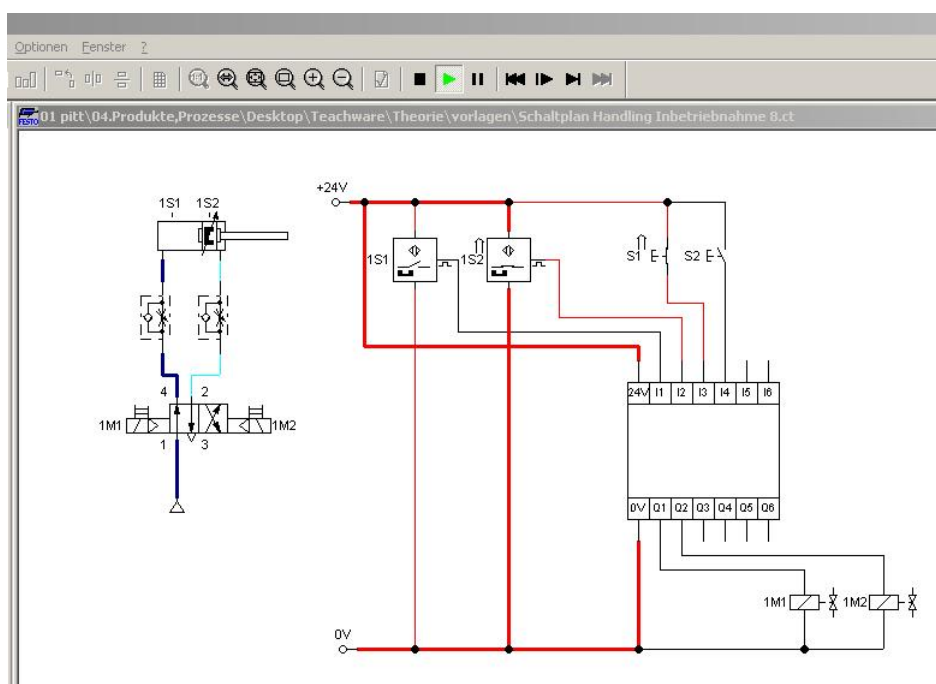 Optionen Fenster ?
FESTO 01 pitt\04.Produkte,Prozesse\Desktop\Teachware\Theorie\vorlagen\Schaltplan Handling Inbetriebnahme 8.ct
+24V
1S1 1S2
1S1 1S2 S1 S2
4 2
24V I1 I2 I3 I4 I5 I6
1M1 1M2
1 3
0V Q1 Q2 Q3 Q4 Q5 Q6
1M1 1M2
0V